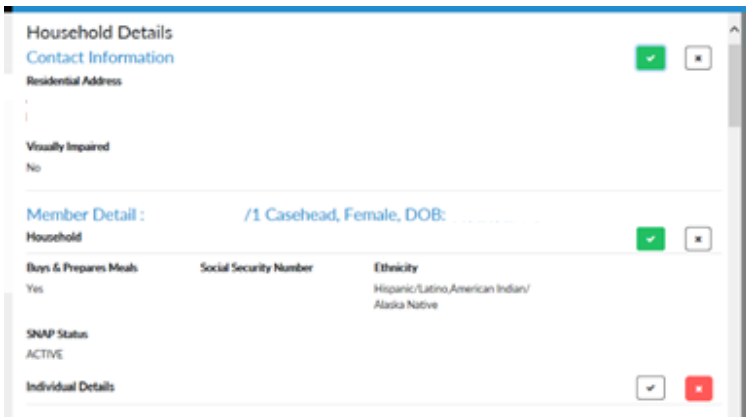 Household Details
Contact Information
Residential Address
Visually Impaired
No
Member Detail : /1 Casehead, Female, DOB:
Household
Buys & Prepares Meals Social Security Number Ethnicity
Yes Hispanic/Latino,American Indian/
Alaska Native
SNAP Status
ACTIVE
Individual Details